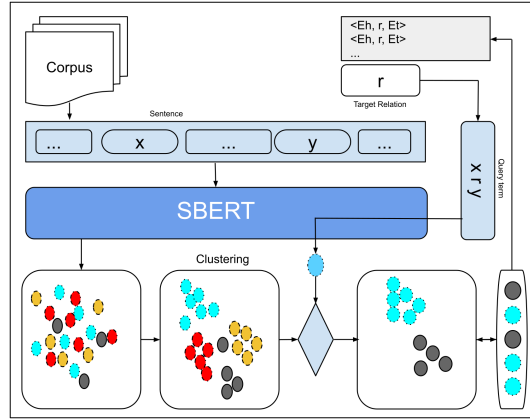 <Eh, r, Et>
<Eh, r, Et>
...
Corpus
r
Target Relation
Sentence
... x ... y ...
x r y
Query term
SBERT
Clustering